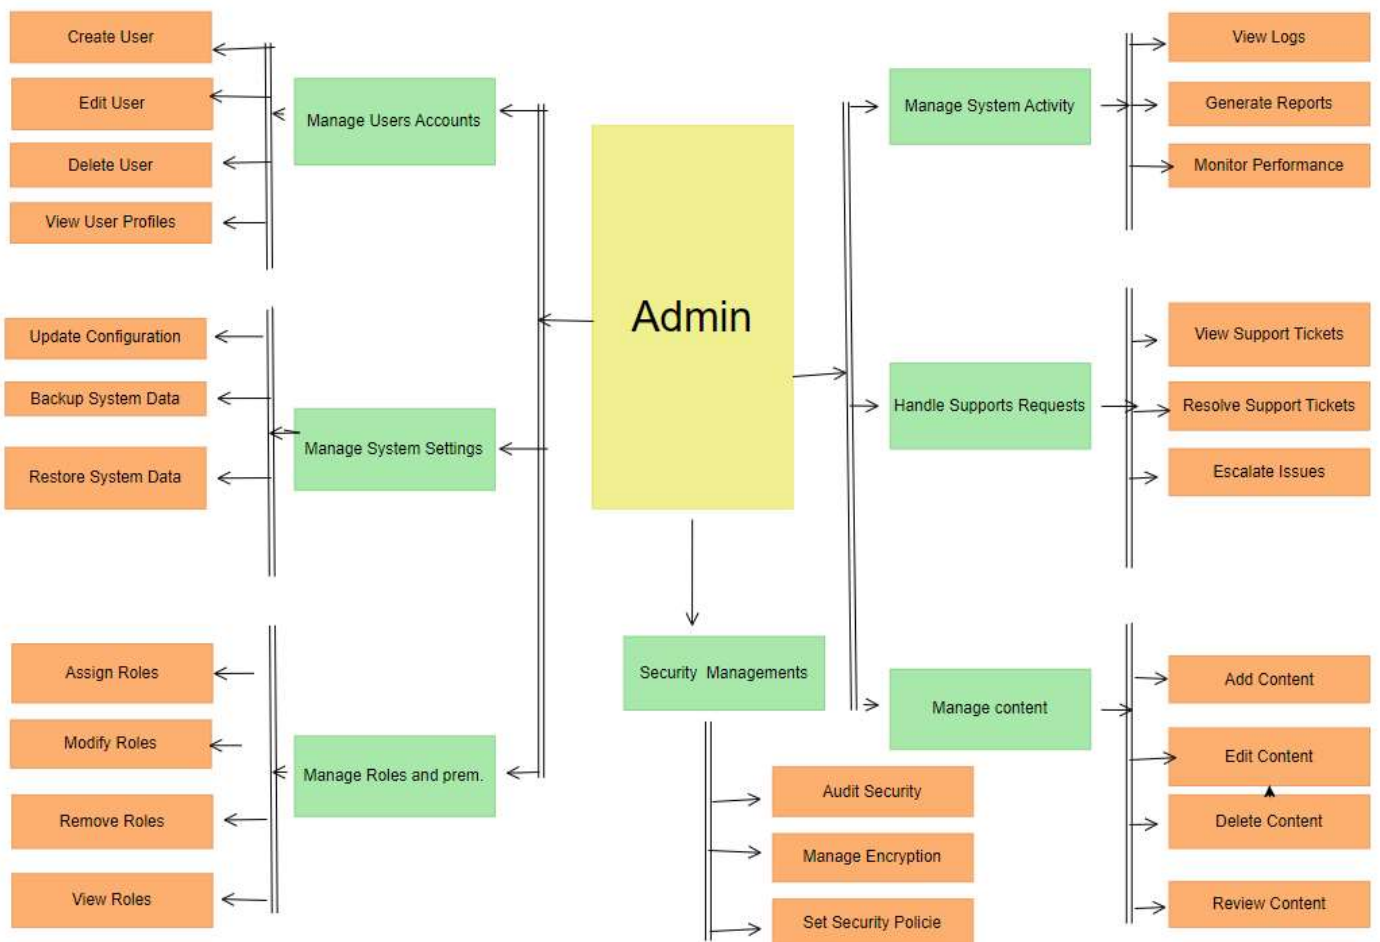 Create User
Edit User
Manage Users Accounts
Delete User
View User Profiles
Update Configuration
Backup System Data
Manage System Settings
Restore System Data
Assign Roles
Modify Roles
Manage Roles and prem.
Remove Roles
View Roles
Admin
Security Managements
Audit Security
Manage Encryption
Set Security Policie
Manage System Activity
View Logs
Generate Reports
Monitor Performance
Handle Supports Requests
View Support Tickets
Resolve Support Tickets
Escalate Issues
Manage content
Add Content
Edit Content
Delete Content
Review Content